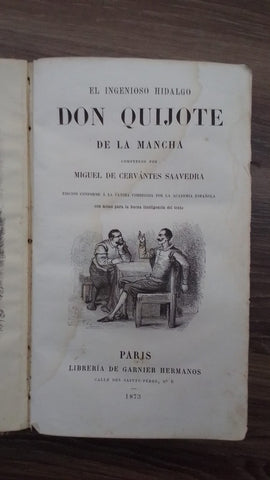 EL INGENIOSO HIDALGO
DON QUIJOTE
DE LA MANCHA
COMPUESTO POR
MIGUEL DE CERVÁNTES SAAVEDRA
EDICION CONFORME Á LA ÚLTIMA CORREGIDA POR LA ACADEMIA ESPAÑOLA
con notas para la buena inteligencia del texto
PARIS
LIBRERÍA DE GARNIER HERMANOS
CALLE DES SAINTS-PÈRES, Nº 6
1873